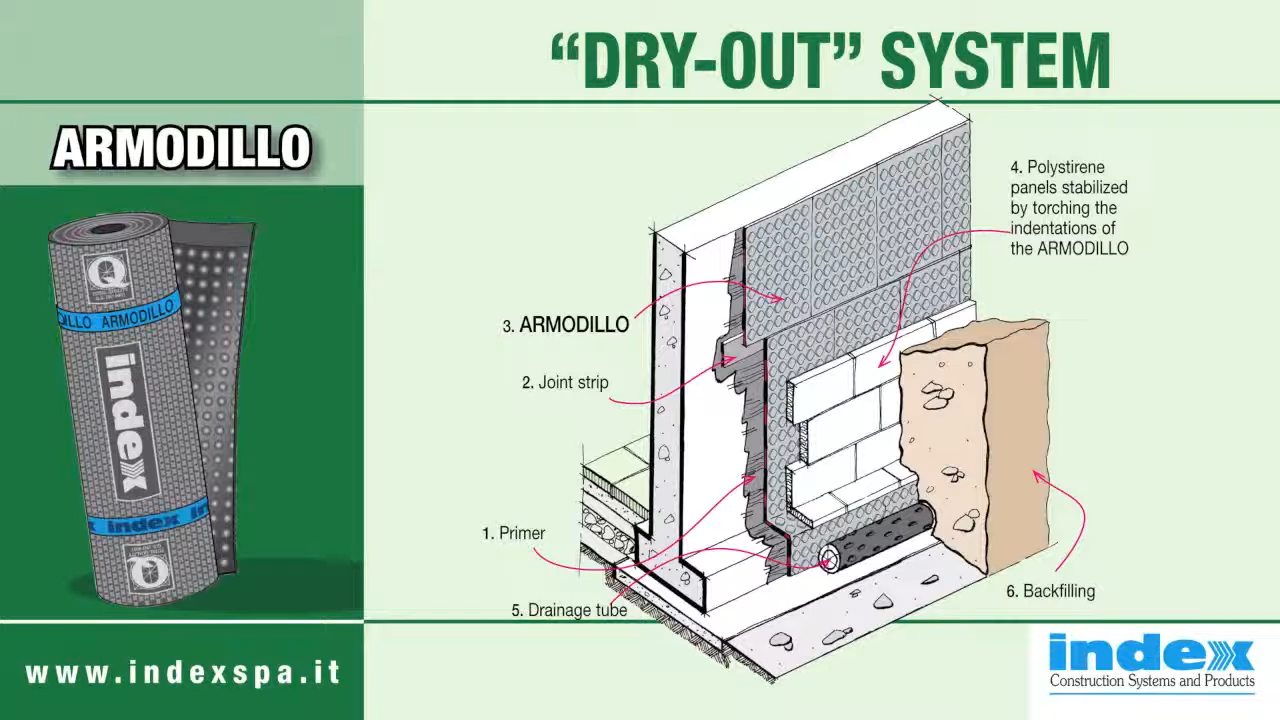 “DRY-OUT” SYSTEM
ARMODILLO
Q
ILLO ARMODILLO
index
index in
Q
www.indexspa.it
4. Polystirene
panels stabilized
by torching the
indentations of
the ARMODILLO
3. ARMODILLO
2. Joint strip
1. Primer
5. Drainage tube
6. Backfilling
index
Construction Systems and Products